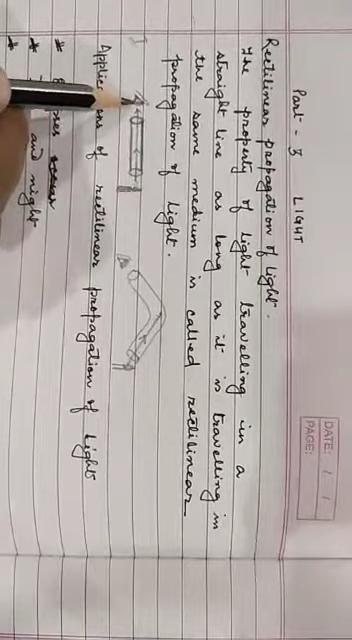 DATE: / /
PAGE:
Part - 3 LIGHT
Rectilinear propagation of light.
The property of light travelling in a
straight line as long as it is travelling in
the same medium is called rectilinear
propagation of light.
Applications of rectilinear propagation of light
*
* and night
*